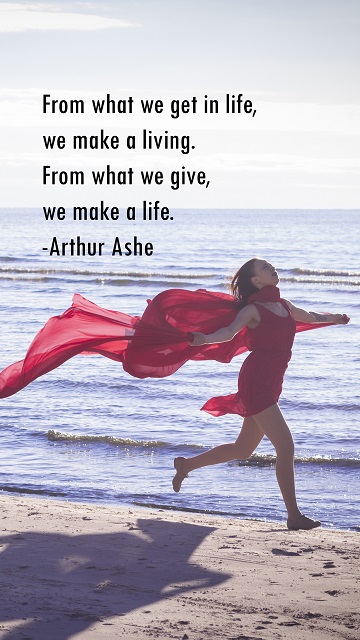 From what we get in life,
we make a living.
From what we give,
we make a life.
-Arthur Ashe